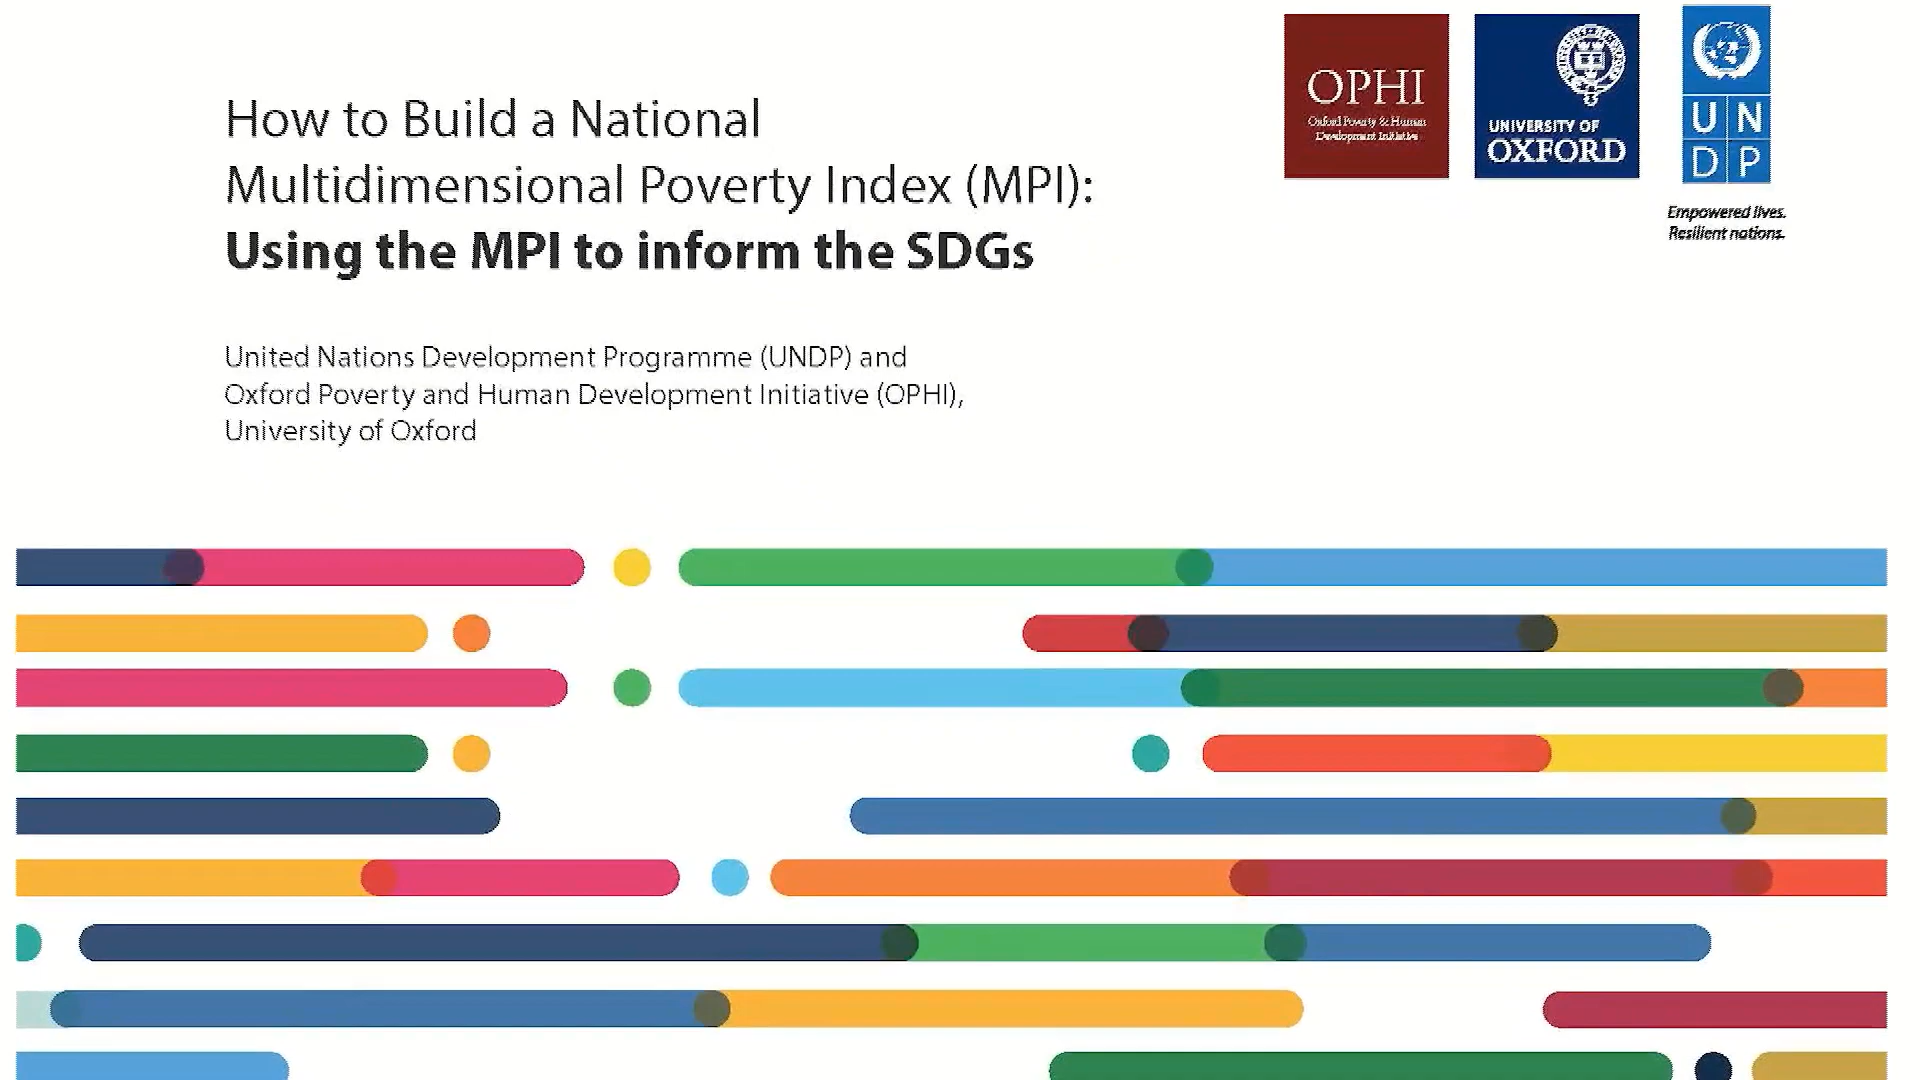 How to Build a National
Multidimensional Poverty Index (MPI):
Using the MPI to inform the SDGs
United Nations Development Programme (UNDP) and
Oxford Poverty and Human Development Initiative (OPHI),
University of Oxford
OPHI
Oxford Poverty & Human
Development Initiative
UNIVERSITY OF
OXFORD
U N
D P
Empowered lives.
Resilient nations.